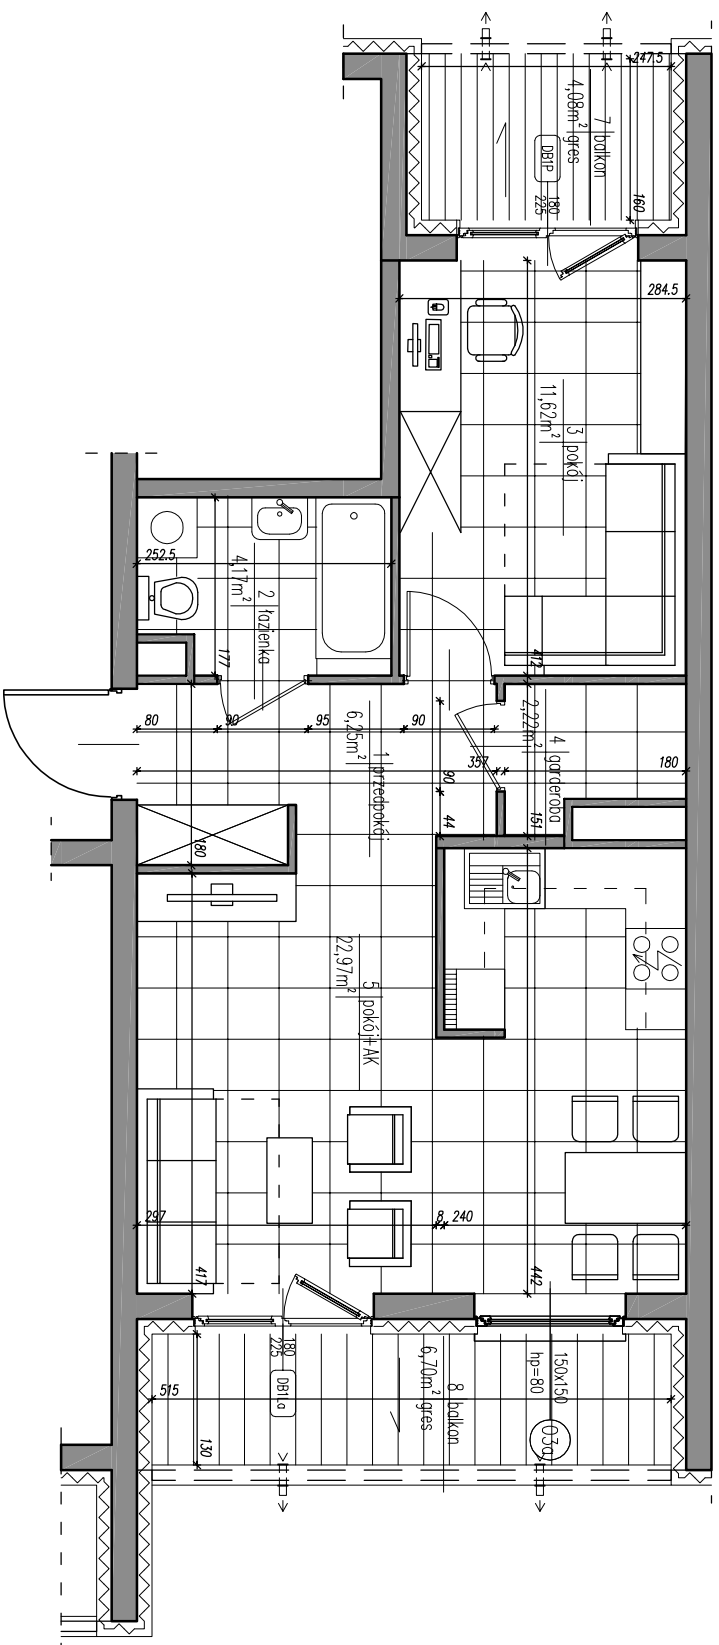 247.5
7 balkon
4,08m² gres
DB1P
180
225
160
284.5
3 pokój
11,62m²
252.5
2 łazienka
4,17m²
177
412
80
90
95
90
1 przedpokój
6,25m²
4 garderoba
2,22m²
357
180
90
44
151
180
5 pokój+AK
22,97m²
297
8
240
417
442
180
225
DB1La
8 balkon
6,70m² gres
150x150
hp=80
O3a
515
130